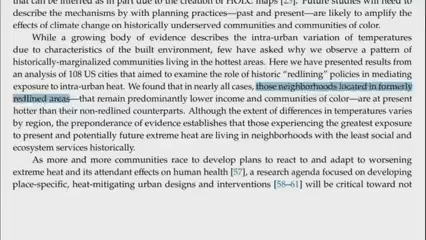 that can be inferred as in part due to the creation of HOLC maps [23]. Future studies will need to
describe the mechanisms by with planning practices—past and present—are likely to amplify the
effects of climate change on historically underserved communities and communities of color.
While a growing body of evidence describes the intra-urban variation of temperatures
due to characteristics of the built environment, few have asked why we observe a pattern of
historically-marginalized communities living in the hottest areas. Here we have presented results from
an analysis of 108 US cities that aimed to examine the role of historic “redlining” policies in mediating
exposure to intra-urban heat. We found that in nearly all cases, those neighborhoods located in formerly
redlined areas—that remain predominantly lower income and communities of color—are at present
hotter than their non-redlined counterparts. Although the extent of differences in temperatures varies
by region, the preponderance of evidence establishes that those experiencing the greatest exposure
to present and potentially future extreme heat are living in neighborhoods with the least social and
ecosystem services historically.
As more and more communities race to develop plans to react to and adapt to worsening
extreme heat and its attendant effects on human health [57], a research agenda focused on developing
place-specific, heat-mitigating urban designs and interventions [58–61] will be critical toward not